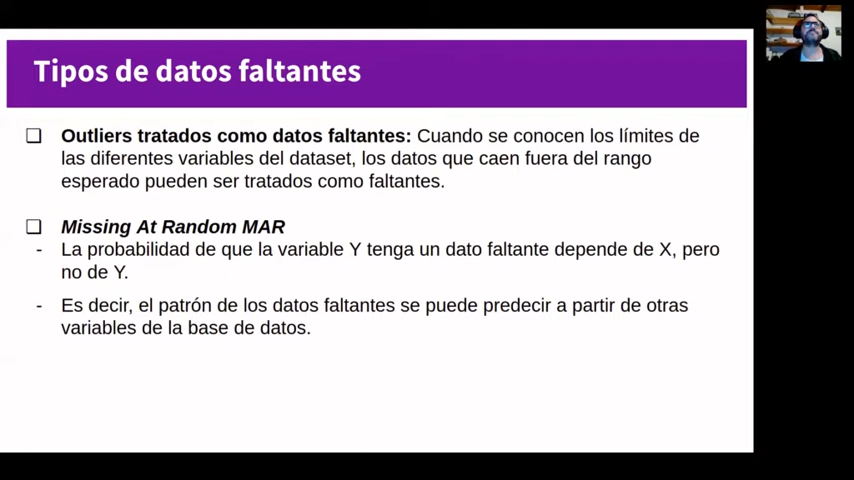 Tipos de datos faltantes
❑ Outliers tratados como datos faltantes: Cuando se conocen los límites de
las diferentes variables del dataset, los datos que caen fuera del rango
esperado pueden ser tratados como faltantes.
❑ Missing At Random MAR
- La probabilidad de que la variable Y tenga un dato faltante depende de X, pero
no de Y.
- Es decir, el patrón de los datos faltantes se puede predecir a partir de otras
variables de la base de datos.